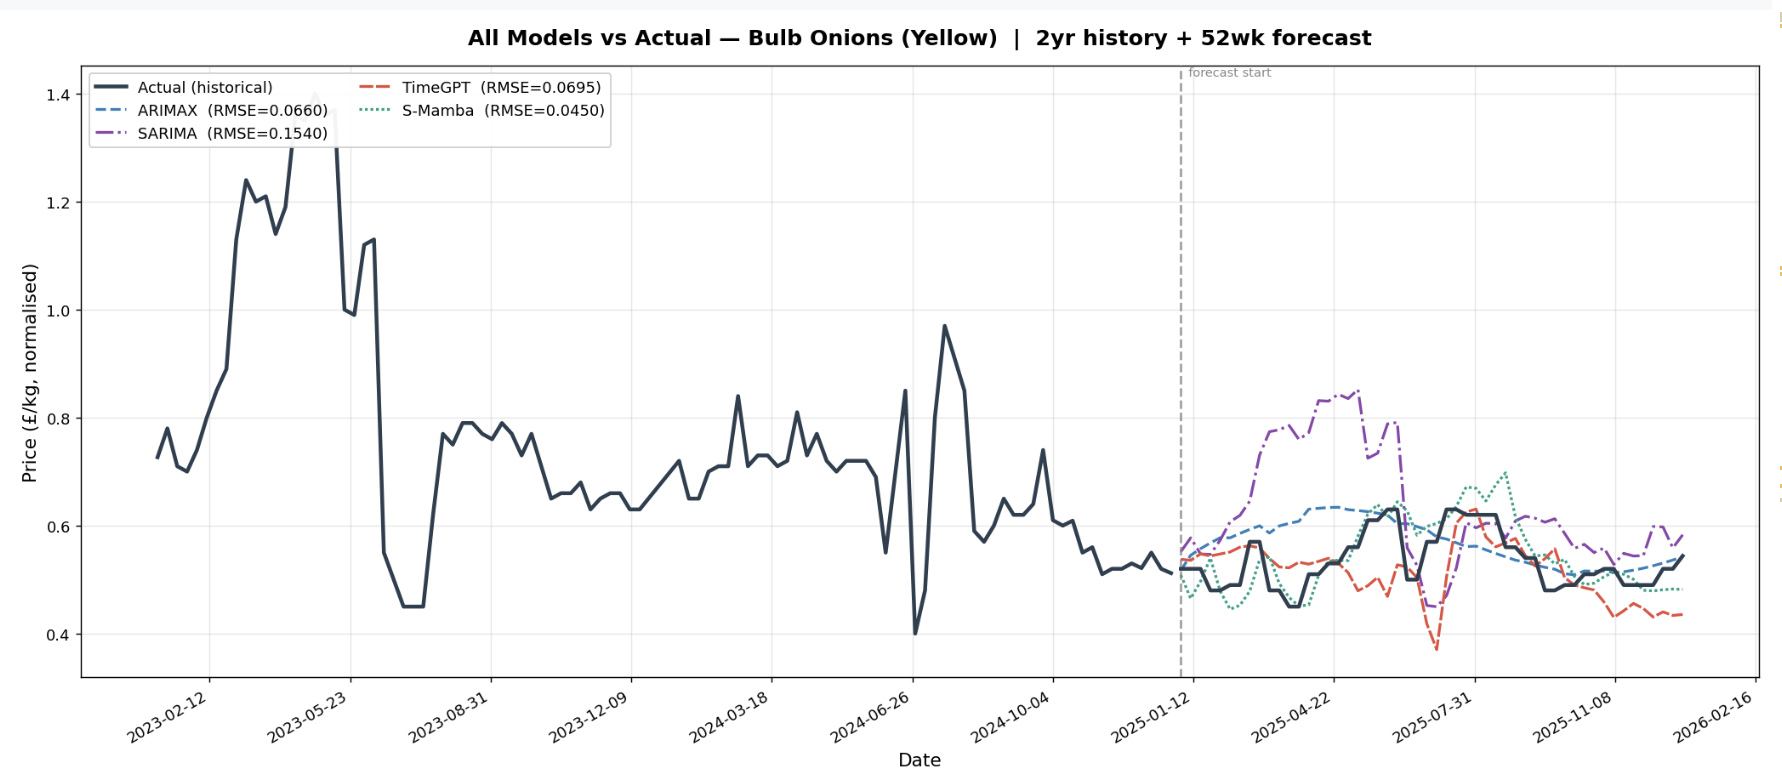 All Models vs Actual — Bulb Onions (Yellow) | 2yr history + 52wk forecast
forecast start
Actual (historical)
ARIMAX (RMSE=0.0660)
SARIMA (RMSE=0.1540)
TimeGPT (RMSE=0.0695)
S-Mamba (RMSE=0.0450)
Price (£/kg, normalised)
1.4
1.2
1.0
0.8
0.6
0.4
2023-02-12
2023-05-23
2023-08-31
2023-12-09
2024-03-18
2024-06-26
2024-10-04
2025-01-12
2025-04-22
2025-07-31
2025-11-08
2026-02-16
Date